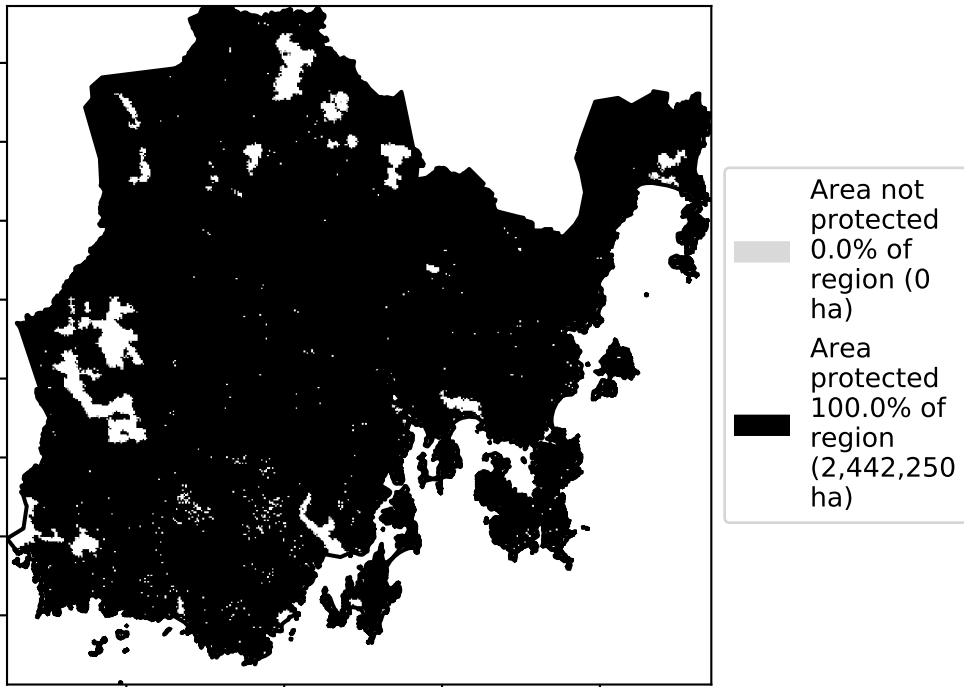 Area not
protected
0.0% of
region (0
ha)
Area
protected
100.0% of
region
(2,442,250
ha)